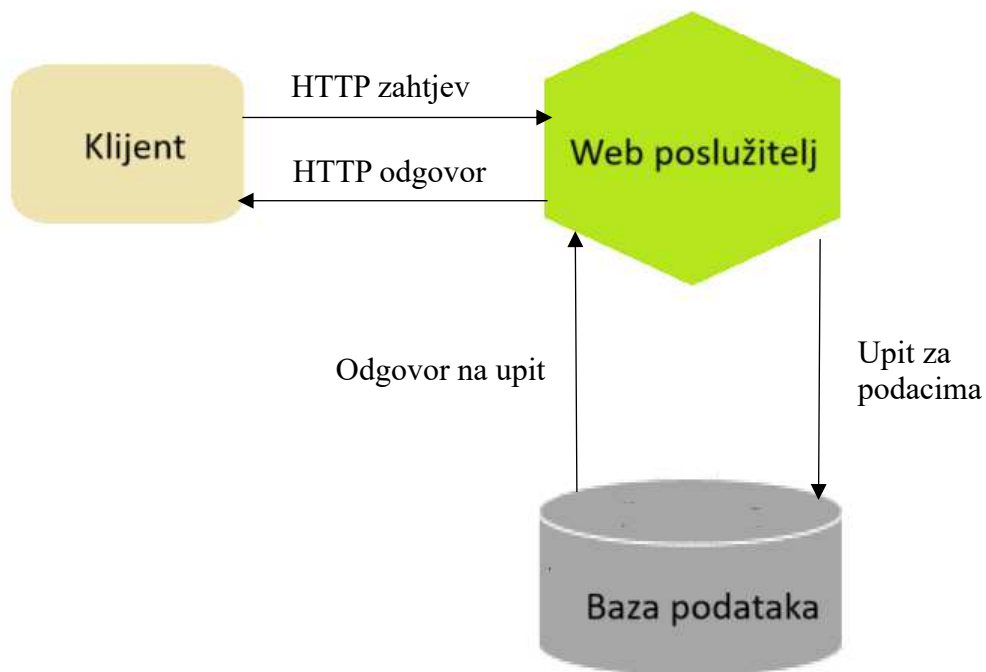 HTTP zahtjev
Klijent
Web poslužitelj
HTTP odgovor
Odgovor na upit
Upit za
podacima
Baza podataka